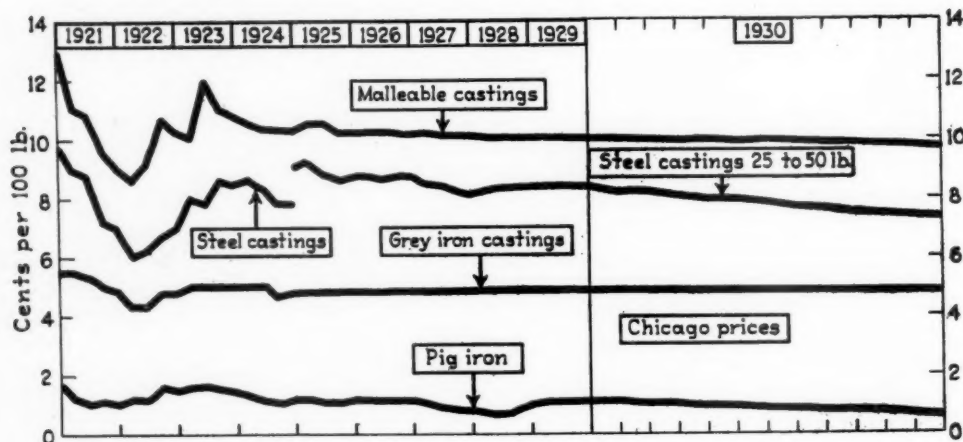 14
12
10
8
6
4
2
0
Cents per 100 lb.
1921 1922 1923 1924 1925 1926 1927 1928 1929 1930
Malleable castings
Steel castings 25 to 50 lb.
Steel castings
Grey iron castings
Chicago prices
Pig iron
14
12
10
8
6
4
2
0